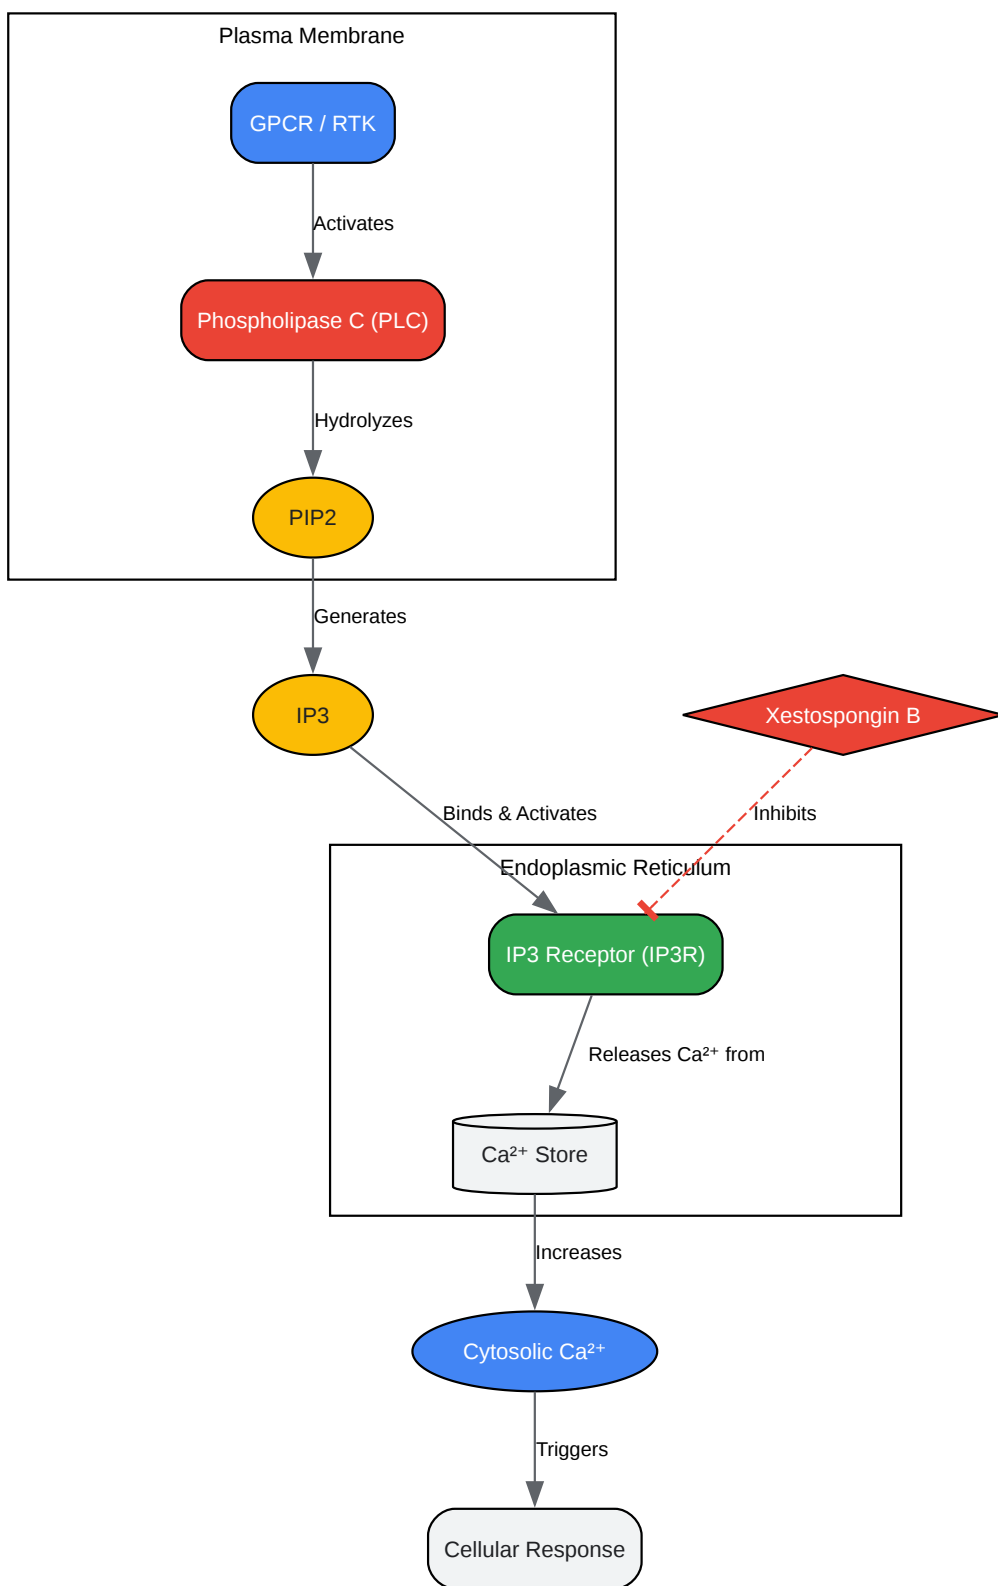 Plasma Membrane
GPCR / RTK
Activates
Phospholipase C (PLC)
Hydrolyzes
PIP2
Generates
IP3
Xestospongin B
Binds & Activates
Inhibits
Endoplasmic Reticulum
IP3 Receptor (IP3R)
Releases Ca²⁺ from
Ca²⁺ Store
Increases
Cytosolic Ca²⁺
Triggers
Cellular Response